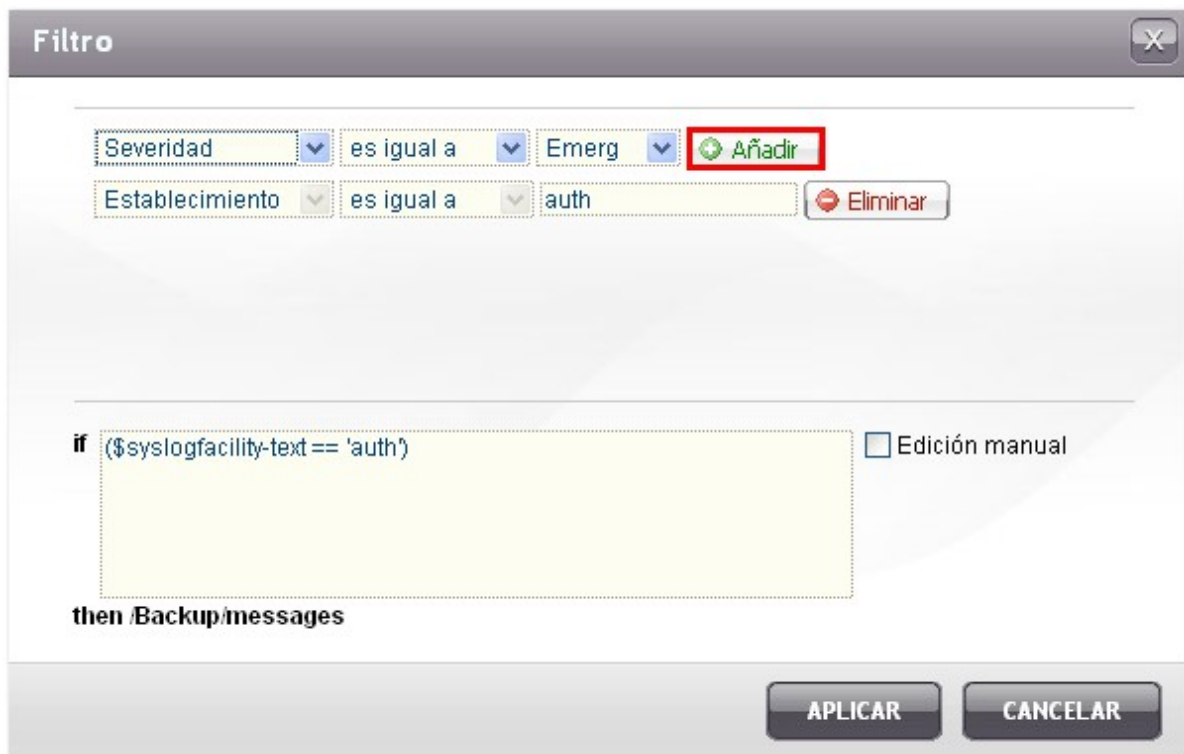 Filtro
X
Severidad es igual a Emerg Añadir
Establecimiento es igual a auth Eliminar
if ($syslogfacility-text == 'auth') Edición manual
then /Backup/messages
APLICAR CANCELAR